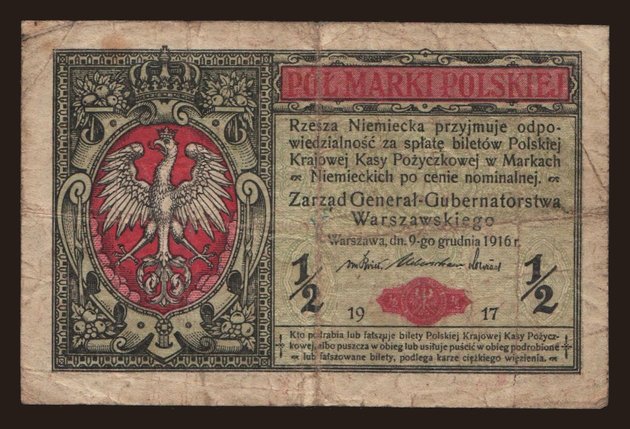 PÓŁ MARKI POLSKIEJ
Rzesza Niemiecka przyjmuje odpo-
wiedzialność za spłatę biletów Polskiej
Krajowej Kasy Pożyczkowej w Markach
Niemieckich po cenie nominalnej.
Zarząd Generał-Gubernatorstwa
Warszawskiego
Warszawa, dn. 9-go grudnia 1916 r.
1/2 1/2
19 17
Kto podrabia lub fałszuje bilety Polskiej Krajowej Kasy Pożycz-
kowej, albo puszcza w obieg lub usiłuje puścić w obieg podrobione
lub fałszowane bilety, podlega karze ciężkiego więzienia.